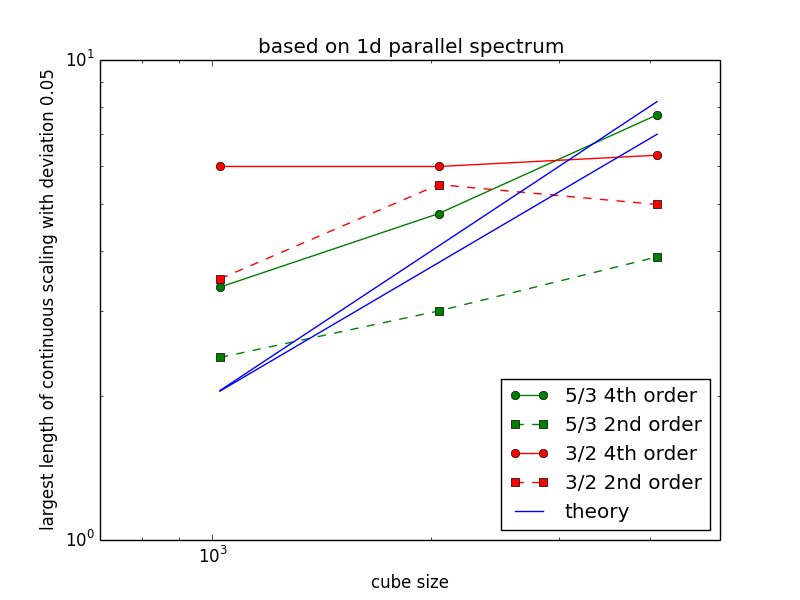 based on 1d parallel spectrum
10^1
largest length of continuous scaling with deviation 0.05
5/3 4th order
5/3 2nd order
3/2 4th order
3/2 2nd order
theory
10^0
10^3
cube size